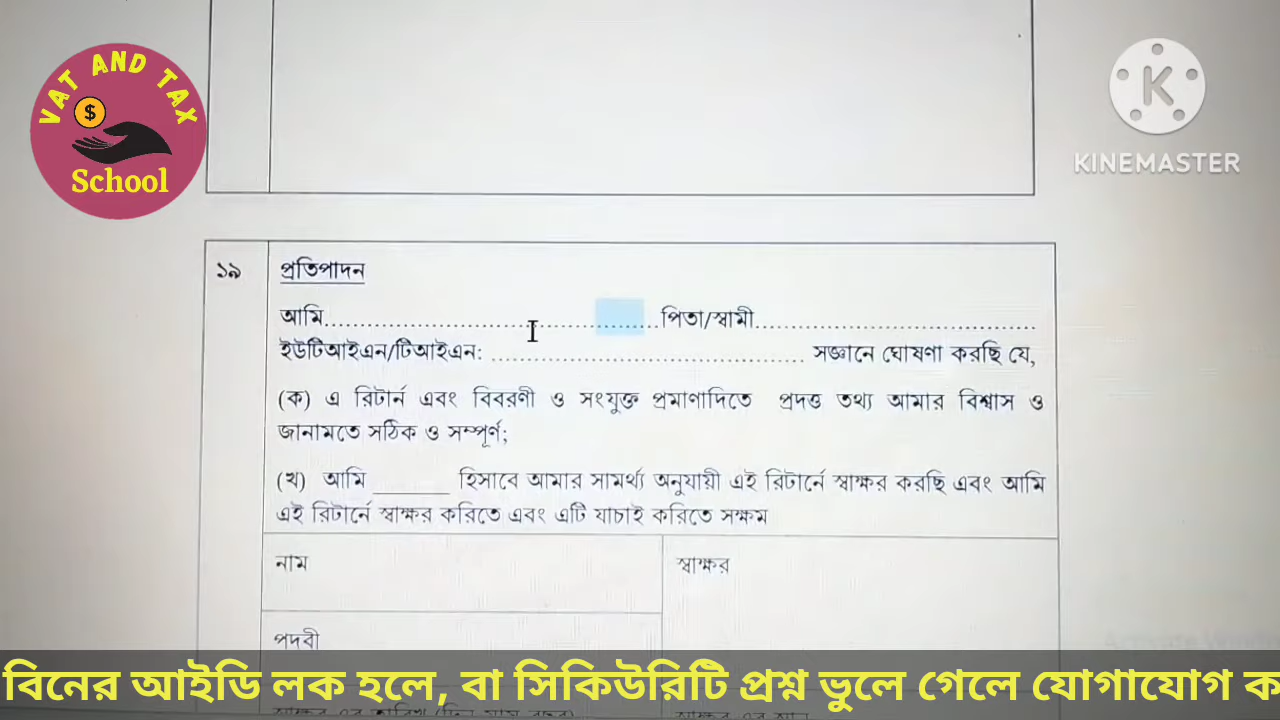 VAT AND TAX
$
School
K
KINEMASTER
১৯
প্রতিপাদন
আমি.......................................................পিতা/স্বামী..............................................
ইউটিআইএন/টিআইএন: ................................................... সজ্ঞানে ঘোষণা করছি যে,
(ক) এ রিটার্ন এবং বিবরণী ও সংযুক্ত প্রমাণাদিতে প্রদত্ত তথ্য আমার বিশ্বাস ও
জানামতে সঠিক ও সম্পূর্ণ;
(খ) আমি ________ হিসাবে আমার সামর্থ্য অনুযায়ী এই রিটার্নে স্বাক্ষর করছি এবং আমি
এই রিটার্নে স্বাক্ষর করিতে এবং এটি যাচাই করিতে সক্ষম
নাম
স্বাক্ষর
পদবী
বিনের আইডি লক হলে, বা সিকিউরিটি প্রশ্ন ভুলে গেলে যোগাযোগ ক